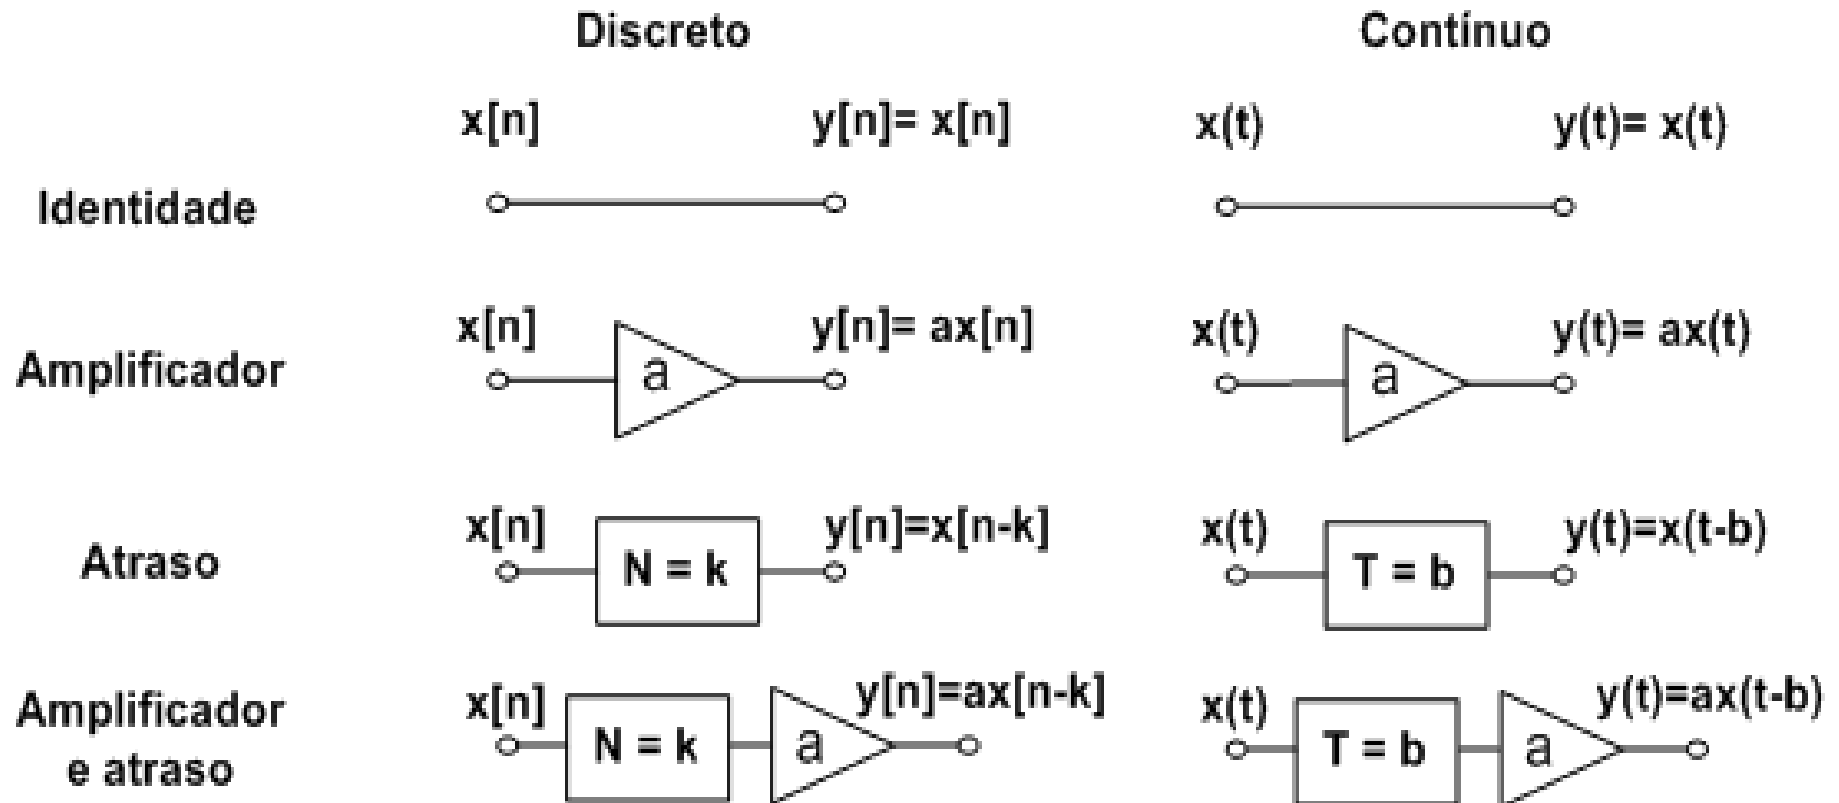 Discreto Contínuo
x[n] y[n]= x[n] x(t) y(t)= x(t)
Identidade
x[n] y[n]= ax[n] x(t) y(t)= ax(t)
Amplificador a a
x[n] y[n]=x[n-k] x(t) y(t)=x(t-b)
Atraso N = k T = b
x[n] y[n]=ax[n-k] x(t) y(t)=ax(t-b)
Amplificador
N = k a T = b a
e atraso